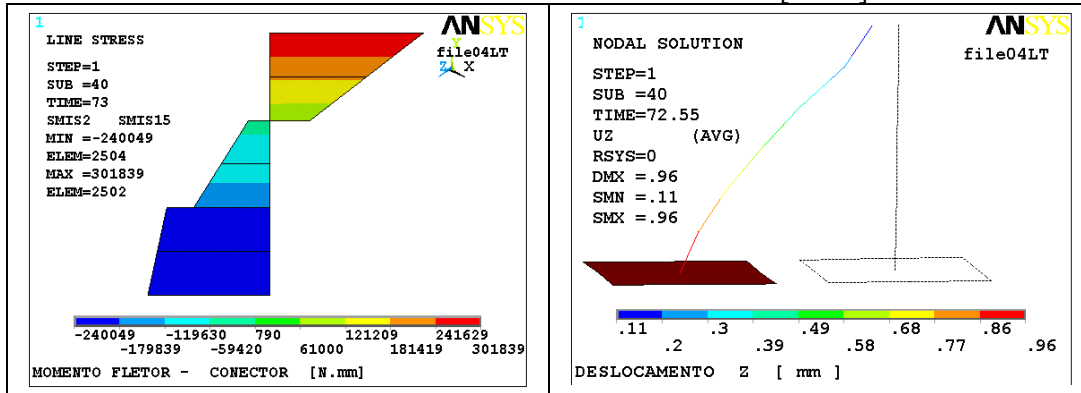 1
ANSYS
LINE STRESS
file04LT
STEP=1
SUB =40
TIME=73
SMIS2 SMIS15
MIN =-240049
ELEM=2504
MAX =301839
ELEM=2502
Y
Z X
-240049 -119630 790 121209 241629
-179839 -59420 61000 181419 301839
MOMENTO FLETOR - CONECTOR [N.mm]
1
ANSYS
NODAL SOLUTION
file04LT
STEP=1
SUB =40
TIME=72.55
UZ (AVG)
RSYS=0
DMX =.96
SMN =.11
SMX =.96
.11 .3 .49 .68 .86
.2 .39 .58 .77 .96
DESLOCAMENTO Z [ mm ]